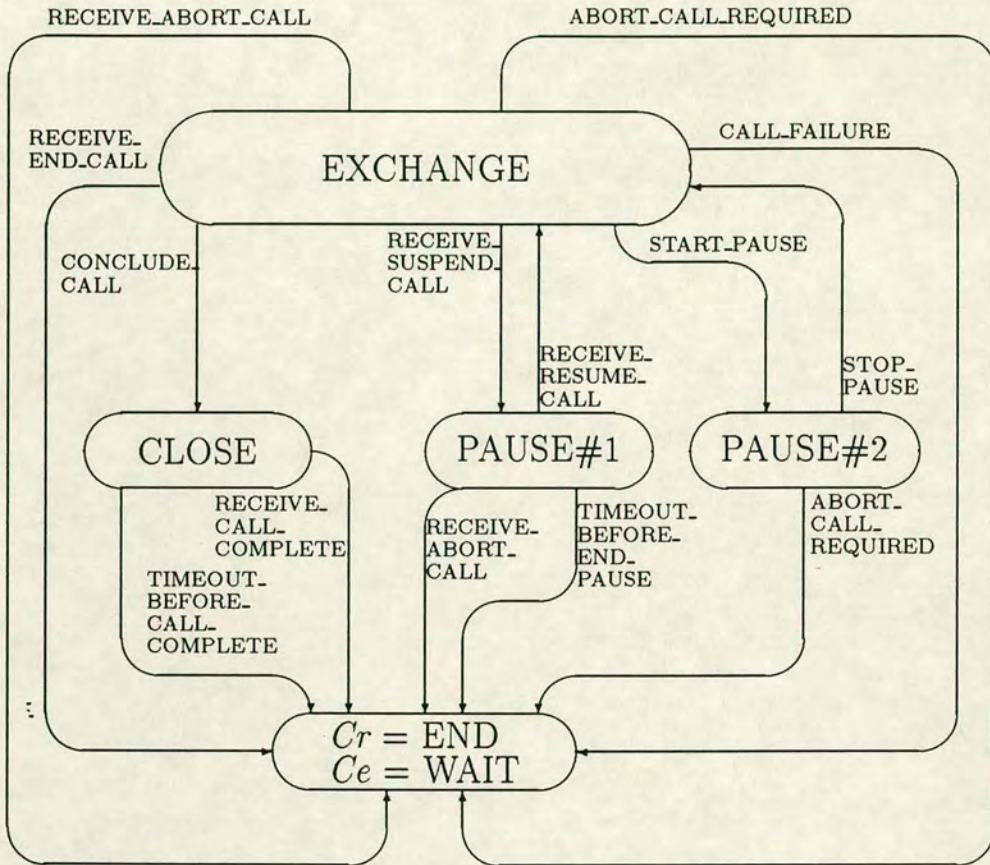 RECEIVE_ABORT_CALL
ABORT_CALL_REQUIRED
RECEIVE_
END_CALL
CALL_FAILURE
EXCHANGE
CONCLUDE_
CALL
RECEIVE_
SUSPEND_
CALL
START_PAUSE
RECEIVE_
RESUME_
CALL
STOP_
PAUSE
CLOSE
PAUSE#1
PAUSE#2
RECEIVE_
CALL_
COMPLETE
TIMEOUT_
BEFORE_
CALL_
COMPLETE
RECEIVE_
ABORT_
CALL
TIMEOUT_
BEFORE_
END_
PAUSE
ABORT_
CALL_
REQUIRED
Cr = END
Ce = WAIT